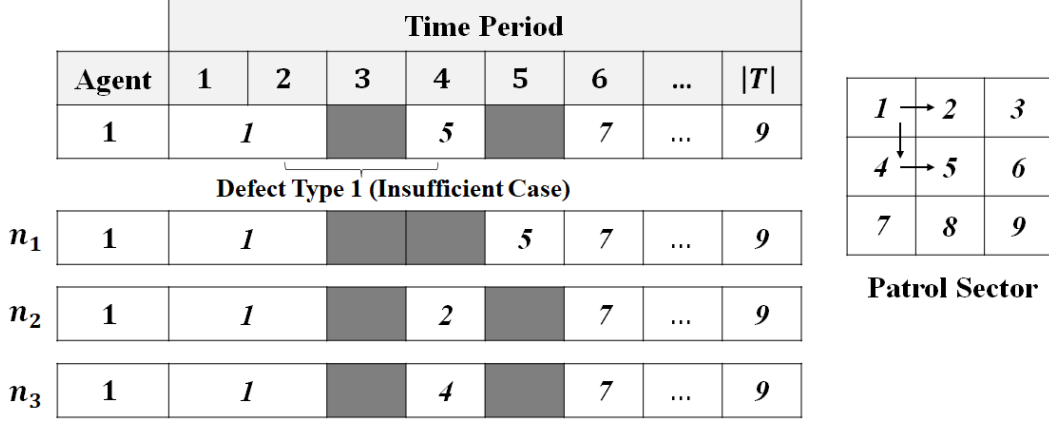 Time Period
Agent 1 2 3 4 5 6 ... |T|
1 1 5 7 ... 9
Defect Type 1 (Insufficient Case)
n₁ 1 1 5 7 ... 9
n₂ 1 1 2 7 ... 9
n₃ 1 1 4 7 ... 9
1 2 3
4 5 6
7 8 9
Patrol Sector